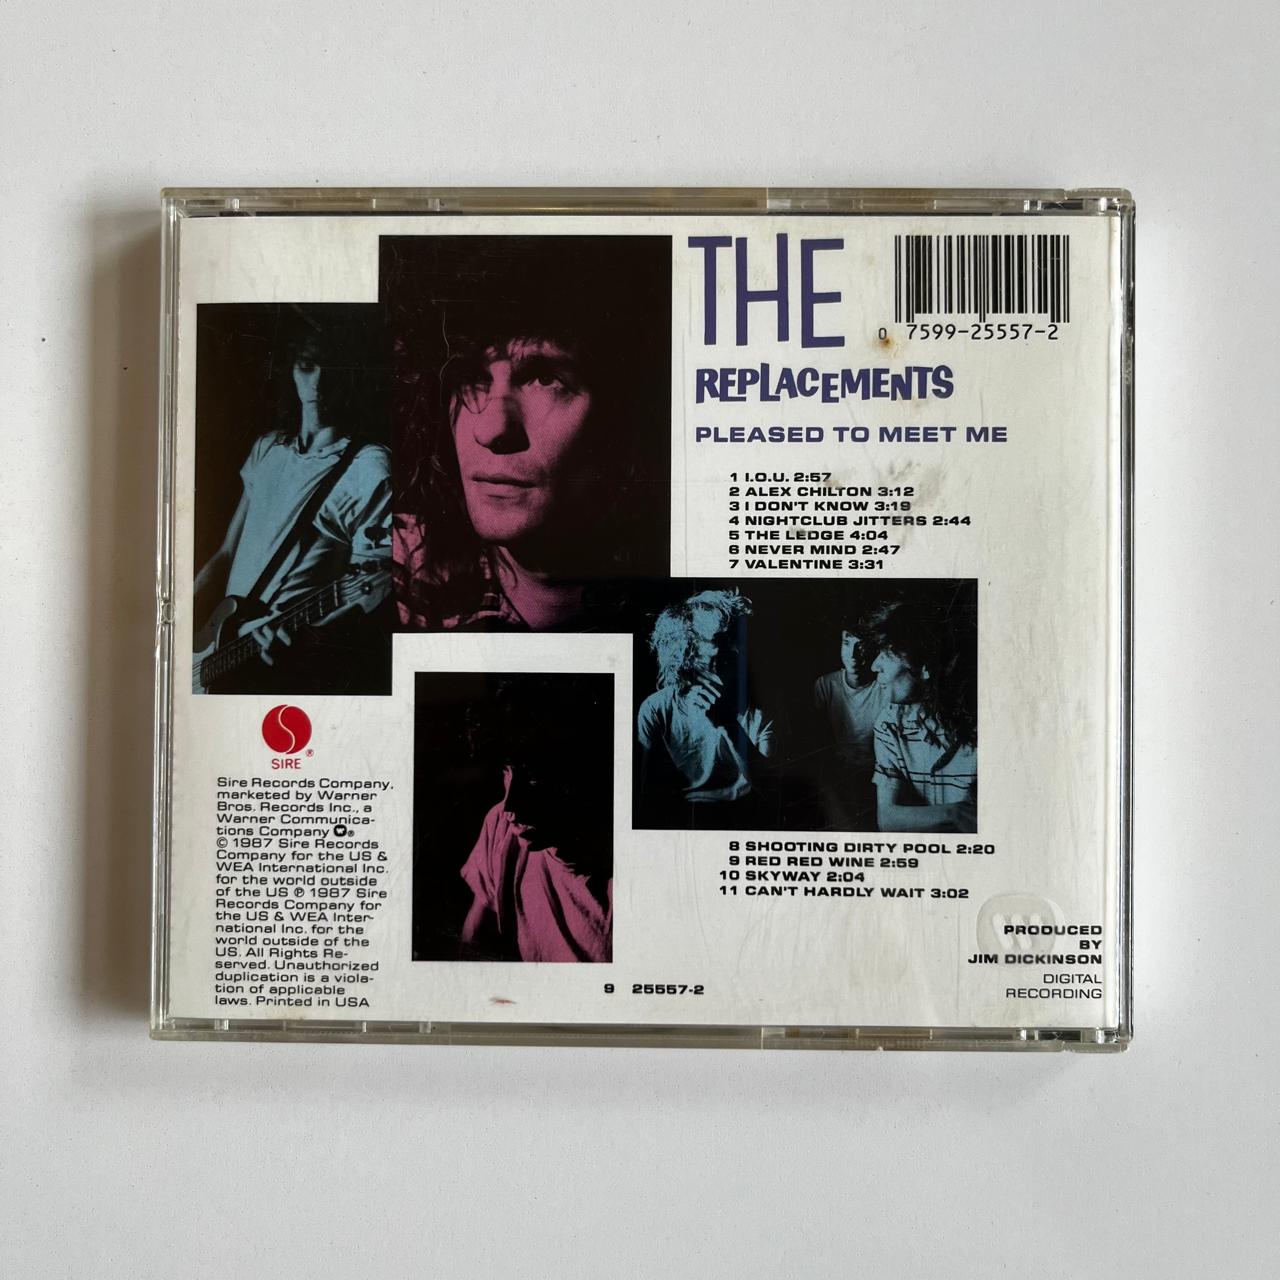 THE
REPLACEMENTS
0 7599-25557-2
PLEASED TO MEET ME
1 I.O.U. 2:57
2 ALEX CHILTON 3:12
3 I DON'T KNOW 3:19
4 NIGHTCLUB JITTERS 2:44
5 THE LEDGE 4:04
6 NEVER MIND 2:47
7 VALENTINE 3:31
8 SHOOTING DIRTY POOL 2:20
9 RED RED WINE 2:59
10 SKYWAY 2:04
11 CAN'T HARDLY WAIT 3:02
PRODUCED
BY
JIM DICKINSON
DIGITAL
RECORDING
SIRE ®
Sire Records Company,
marketed by Warner
Bros. Records Inc., a
Warner Communica-
tions Company ®
© 1987 Sire Records
Company for the US &
WEA International Inc.
for the world outside
of the US ℗ 1987 Sire
Records Company for
the US & WEA Inter-
national Inc. for the
world outside of the
US. All Rights Re-
served. Unauthorized
duplication is a viola-
tion of applicable
laws. Printed in USA
9 25557-2